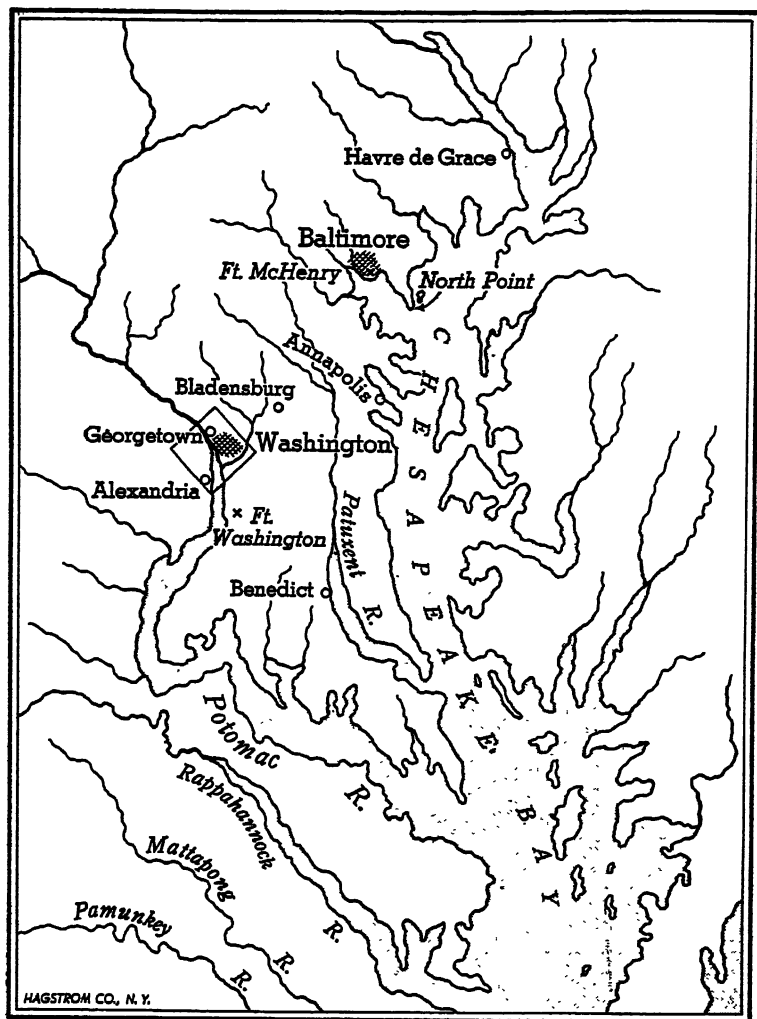 Havre de Grace
Baltimore
Ft. McHenry
North Point
Annapolis
CHESAPEAKE BAY
Bladensburg
Georgetown
Washington
Alexandria
Ft.
Washington
Patuxent R.
Benedict
Potomac R.
Rappahannock R.
Mattapong R.
Pamunkey R.
HAGSTROM CO., N. Y.